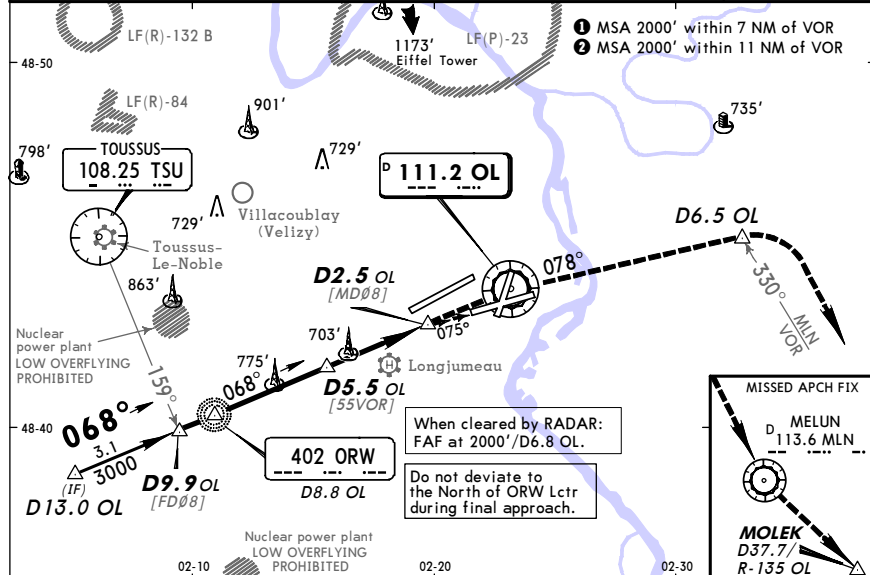 48-50
LF(R)-132 B
1173'
Eiffel Tower
LF(P)-23
❶ MSA 2000' within 7 NM of VOR
❷ MSA 2000' within 11 NM of VOR
LF(R)-84
901'
735'
798'
TOUSSUS
108.25 TSU
729'
D 111.2 OL
729'
Villacoublay
(Velizy)
D6.5 OL
Toussus-
Le-Noble
078°
D2.5 OL
[MDØ8]
863'
330°
MLN
VOR
075°
Nuclear
power plant
LOW OVERFLYING
PROHIBITED
703'
775'
H Longjumeau
159°
068°
D5.5 OL
[55VOR]
MISSED APCH FIX
48-40
068°
3.1
3000
When cleared by RADAR:
FAF at 2000'/D6.8 OL.
D MELUN
113.6 MLN
402 ORW
D8.8 OL
(IF)
D13.0 OL
D9.9 OL
[FDØ8]
Do not deviate to
the North of ORW Lctr
during final approach.
Nuclear power plant
LOW OVERFLYING
PROHIBITED
MOLEK
D37.7/
R-135 OL
02-10
02-20
02-30